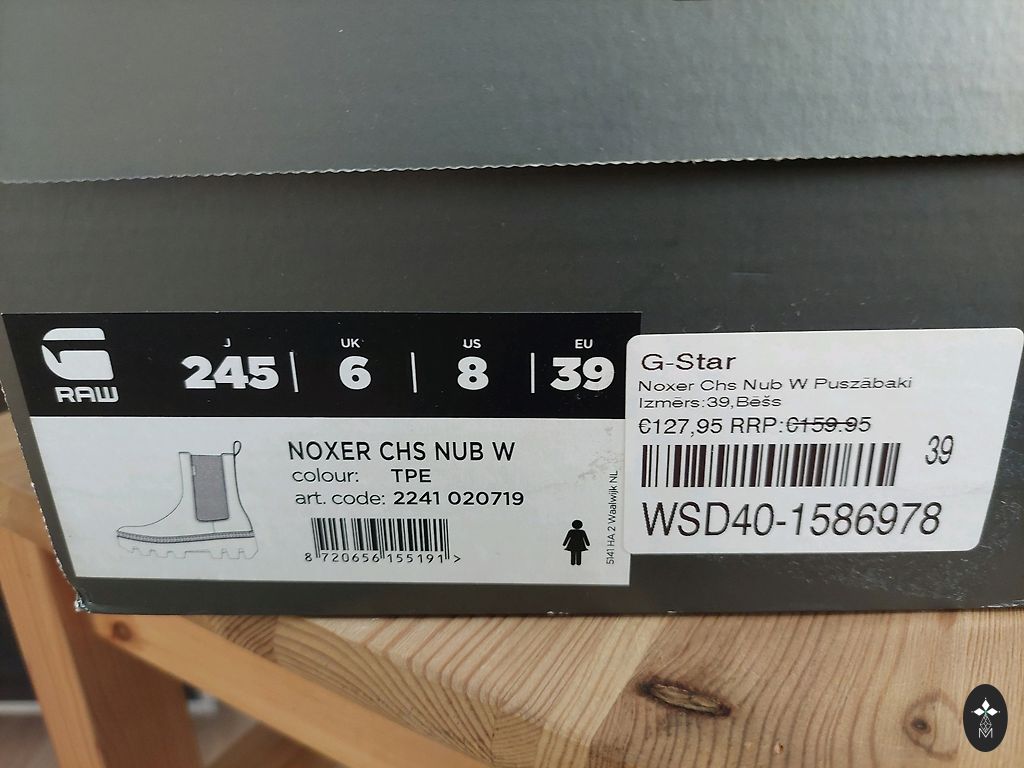 RAW
J UK US EU
245 | 6 | 8 | 39
NOXER CHS NUB W
colour: TPE
art. code: 2241 020719
8 720656 155191 >
5141 HA 2 Waalwijk NL
G-Star
Noxer Chs Nub W Puszābaki
Izmērs:39,Bēšs
€127,95 RRP:€159.95
39
WSD40-1586978
M